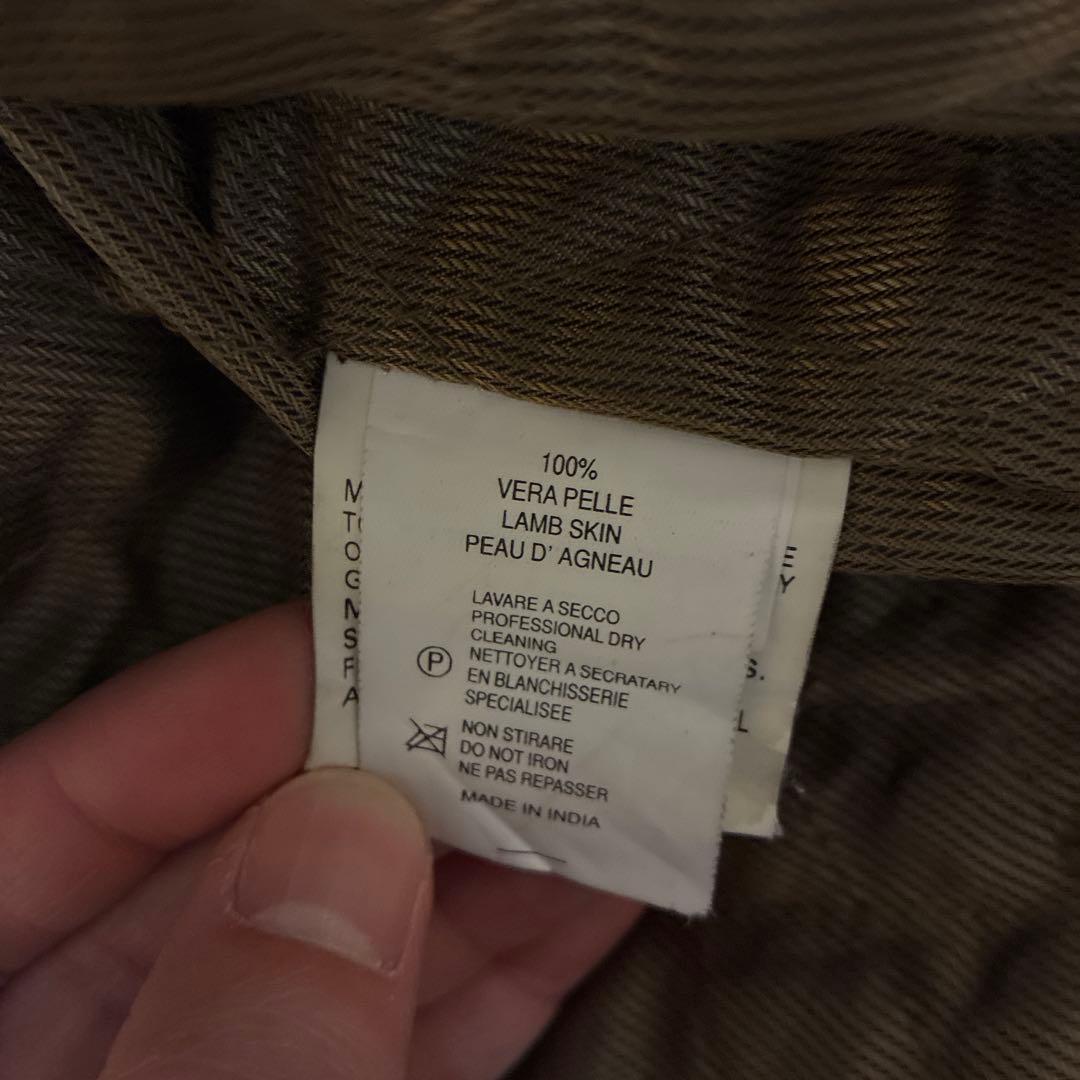 100%
VERA PELLE
LAMB SKIN
PEAU D' AGNEAU
LAVARE A SECCO
PROFESSIONAL DRY
CLEANING
P
NETTOYER A SECRATARY
EN BLANCHISSERIE
SPECIALISEE
NON STIRARE
DO NOT IRON
NE PAS REPASSER
MADE IN INDIA